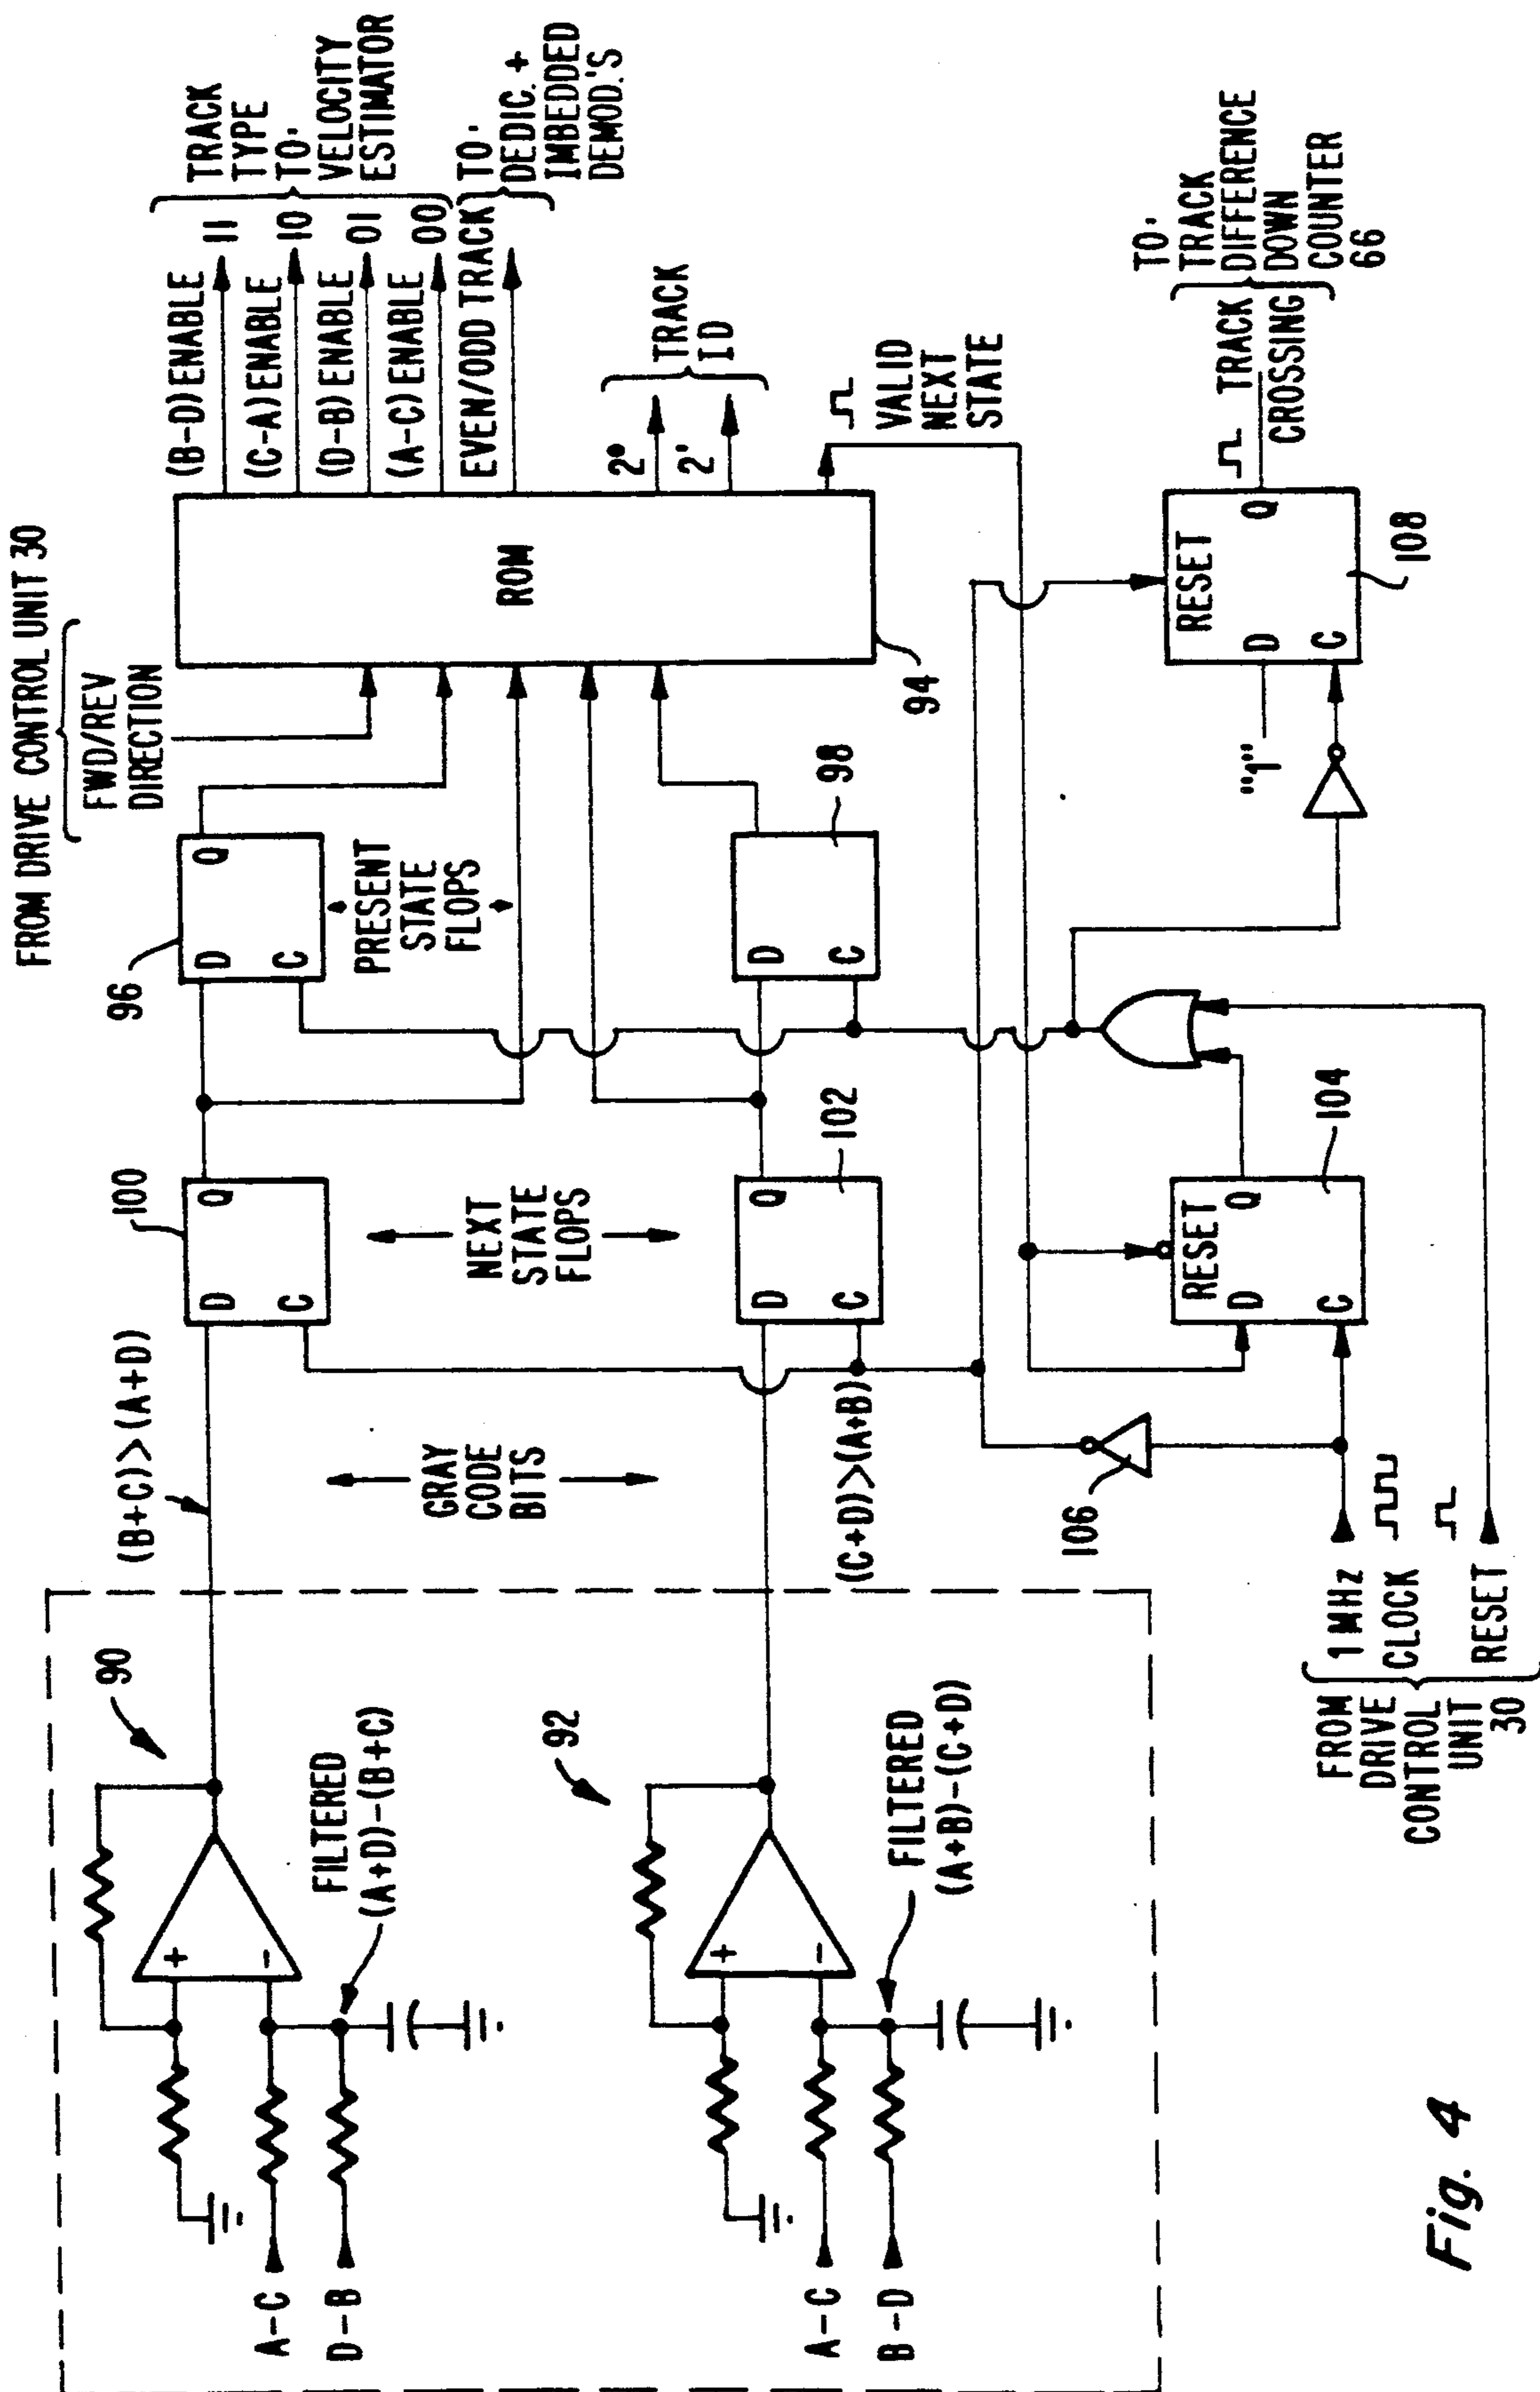 FROM DRIVE CONTROL UNIT 30
FWD/REV
DIRECTION
90
A-C
D-B
+
-
FILTERED
(A+D)-(B+C)
(B+C)>(A+D)
GRAY
CODE
BITS
92
A-C
B-D
+
-
FILTERED
(A+B)-(C+D)
(C+D)>(A+B)
100
D
Q
C
NEXT
STATE
FLOPS
102
D
Q
C
96
D
Q
C
PRESENT
STATE
FLOPS
98
D
Q
C
ROM
94
(B-D) ENABLE 11
(C-A) ENABLE 10
(D-B) ENABLE 01
(A-C) ENABLE 00
TRACK
TYPE
TO:
VELOCITY
ESTIMATOR
EVEN/ODD TRACK
TO:
DEDIC. +
IMBEDDED
DEMOD.'S
2⁰
2'
TRACK
ID
VALID
NEXT
STATE
FROM
DRIVE
CONTROL
UNIT
30
1 MHz
CLOCK
RESET
106
RESET
D
Q
C
104
"1"
RESET
D
Q
C
108
TRACK
CROSSING
TO:
TRACK
DIFFERENCE
DOWN
COUNTER
66
Fig. 4